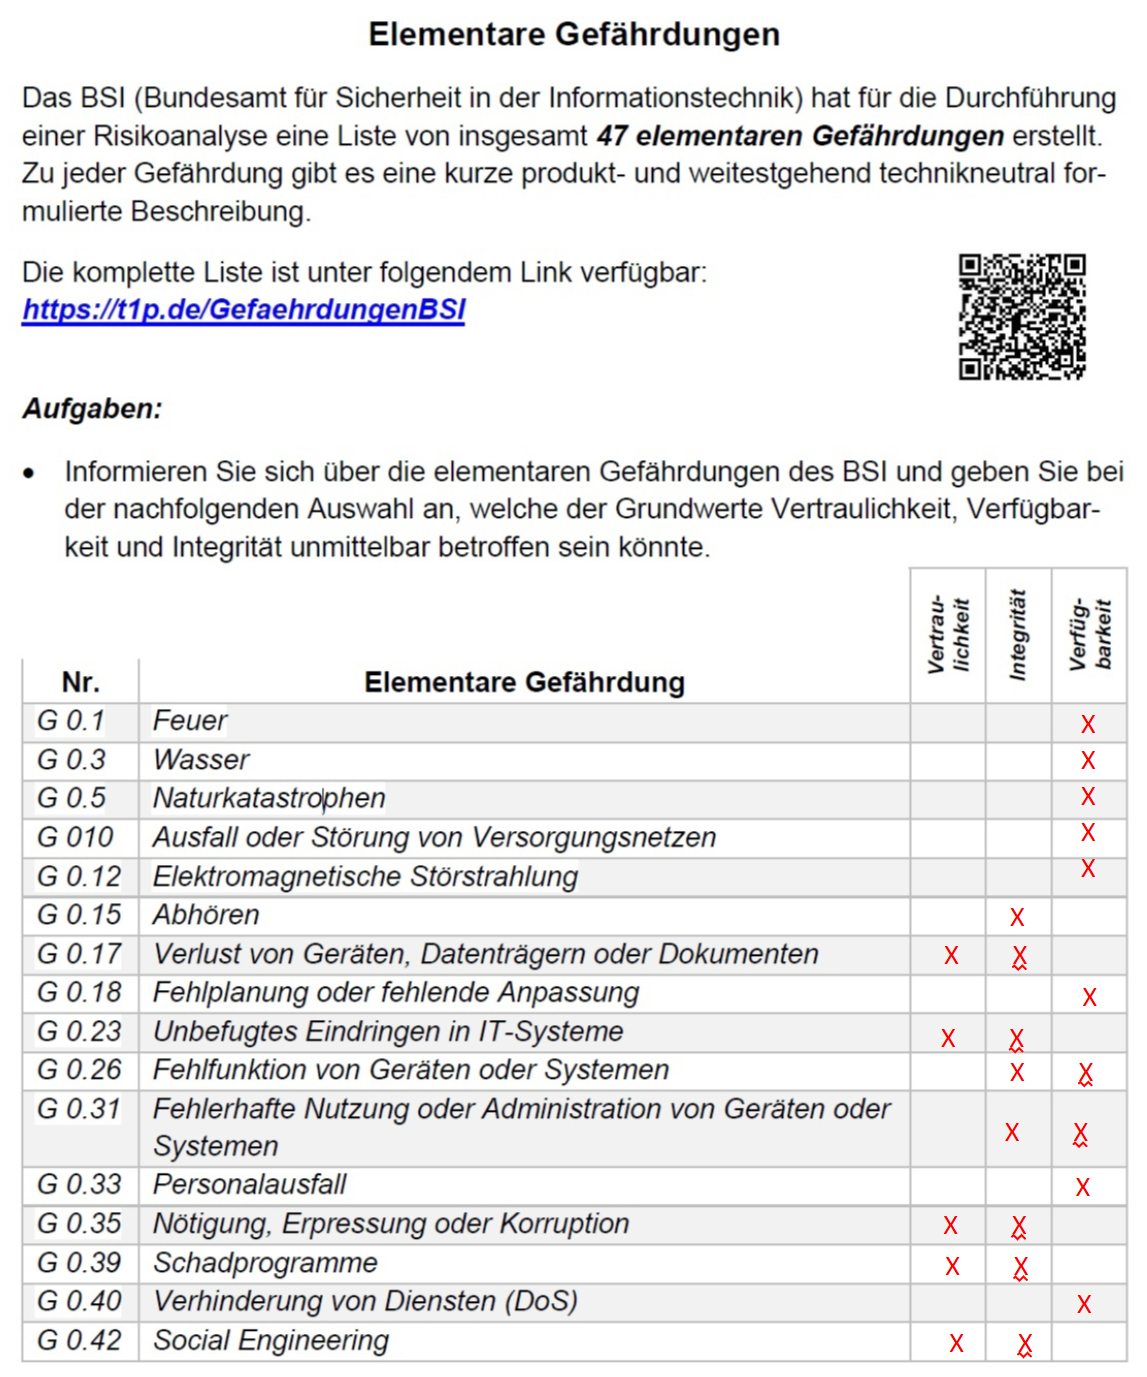 Elementare Gefährdungen
Das BSI (Bundesamt für Sicherheit in der Informationstechnik) hat für die Durchführung
einer Risikoanalyse eine Liste von insgesamt 47 elementaren Gefährdungen erstellt.
Zu jeder Gefährdung gibt es eine kurze produkt- und weitestgehend technikneutral for-
mulierte Beschreibung.
Die komplette Liste ist unter folgendem Link verfügbar:
https://t1p.de/GefaehrdungenBSI
Aufgaben:
• Informieren Sie sich über die elementaren Gefährdungen des BSI und geben Sie bei
der nachfolgenden Auswahl an, welche der Grundwerte Vertraulichkeit, Verfügbar-
keit und Integrität unmittelbar betroffen sein könnte.
Nr. Elementare Gefährdung Vertrau-lichkeit Integrität Verfüg-barkeit
G 0.1 Feuer X
G 0.3 Wasser X
G 0.5 Naturkatastrophen X
G 010 Ausfall oder Störung von Versorgungsnetzen X
G 0.12 Elektromagnetische Störstrahlung X
G 0.15 Abhören X
G 0.17 Verlust von Geräten, Datenträgern oder Dokumenten X X
G 0.18 Fehlplanung oder fehlende Anpassung X
G 0.23 Unbefugtes Eindringen in IT-Systeme X X
G 0.26 Fehlfunktion von Geräten oder Systemen X X
G 0.31 Fehlerhafte Nutzung oder Administration von Geräten oder
Systemen X X
G 0.33 Personalausfall X
G 0.35 Nötigung, Erpressung oder Korruption X X
G 0.39 Schadprogramme X X
G 0.40 Verhinderung von Diensten (DoS) X
G 0.42 Social Engineering X X